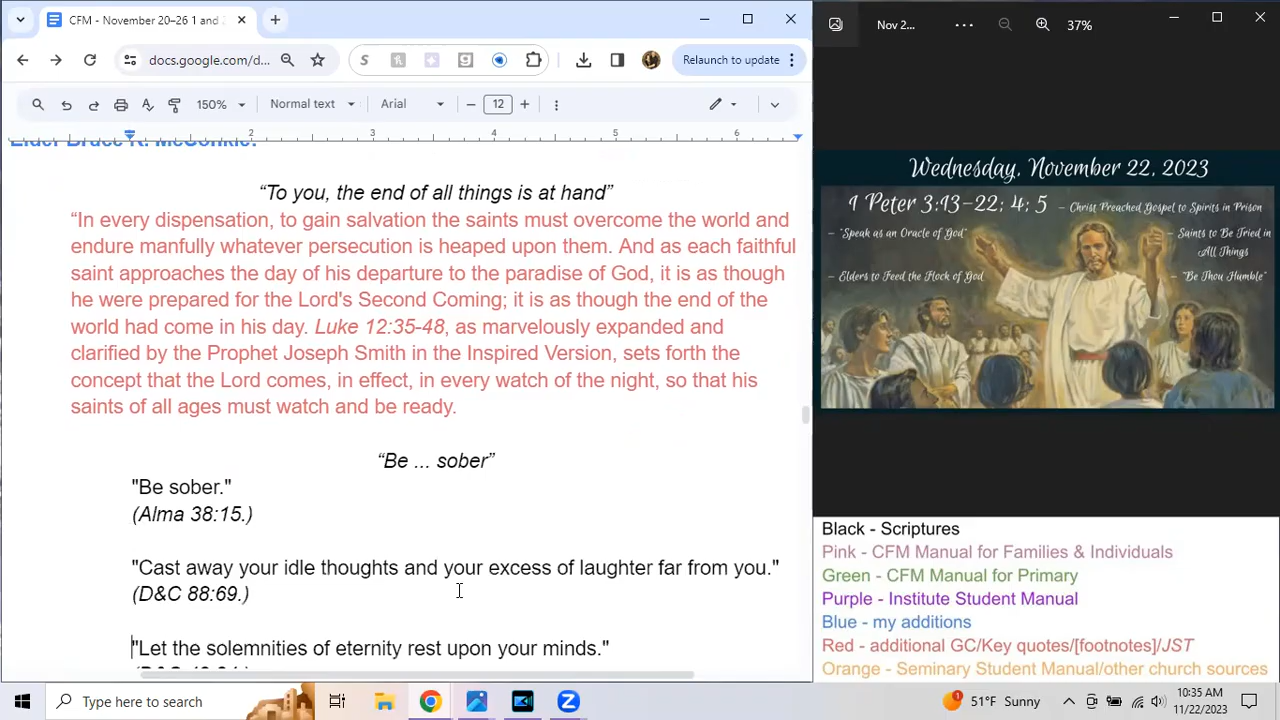 CFM - November 20–26 1 and
docs.google.com/d...
Relaunch to update
150%
Normal text
Arial
12
2 3 4 5 6
Elder Bruce R. McConkie:
“To you, the end of all things is at hand”
“In every dispensation, to gain salvation the saints must overcome the world and
endure manfully whatever persecution is heaped upon them. And as each faithful
saint approaches the day of his departure to the paradise of God, it is as though
he were prepared for the Lord's Second Coming; it is as though the end of the
world had come in his day. Luke 12:35-48, as marvelously expanded and
clarified by the Prophet Joseph Smith in the Inspired Version, sets forth the
concept that the Lord comes, in effect, in every watch of the night, so that his
saints of all ages must watch and be ready.
“Be ... sober”
"Be sober."
(Alma 38:15.)
"Cast away your idle thoughts and your excess of laughter far from you."
(D&C 88:69.)
"Let the solemnities of eternity rest upon your minds."
Nov 2...
37%
Wednesday, November 22, 2023
1 Peter 3:13–22; 4; 5
– Christ Preached Gospel to Spirits in Prison
– "Speak as an Oracle of God"
– Saints to Be Tried in
All Things
– Elders to Feed the Flock of God
– "Be Thou Humble"
Black - Scriptures
Pink - CFM Manual for Families & Individuals
Green - CFM Manual for Primary
Purple - Institute Student Manual
Blue - my additions
Red - additional GC/Key quotes/[footnotes]/JST
Orange - Seminary Student Manual/other church sources
Type here to search
1
51°F Sunny
10:35 AM
11/22/2023